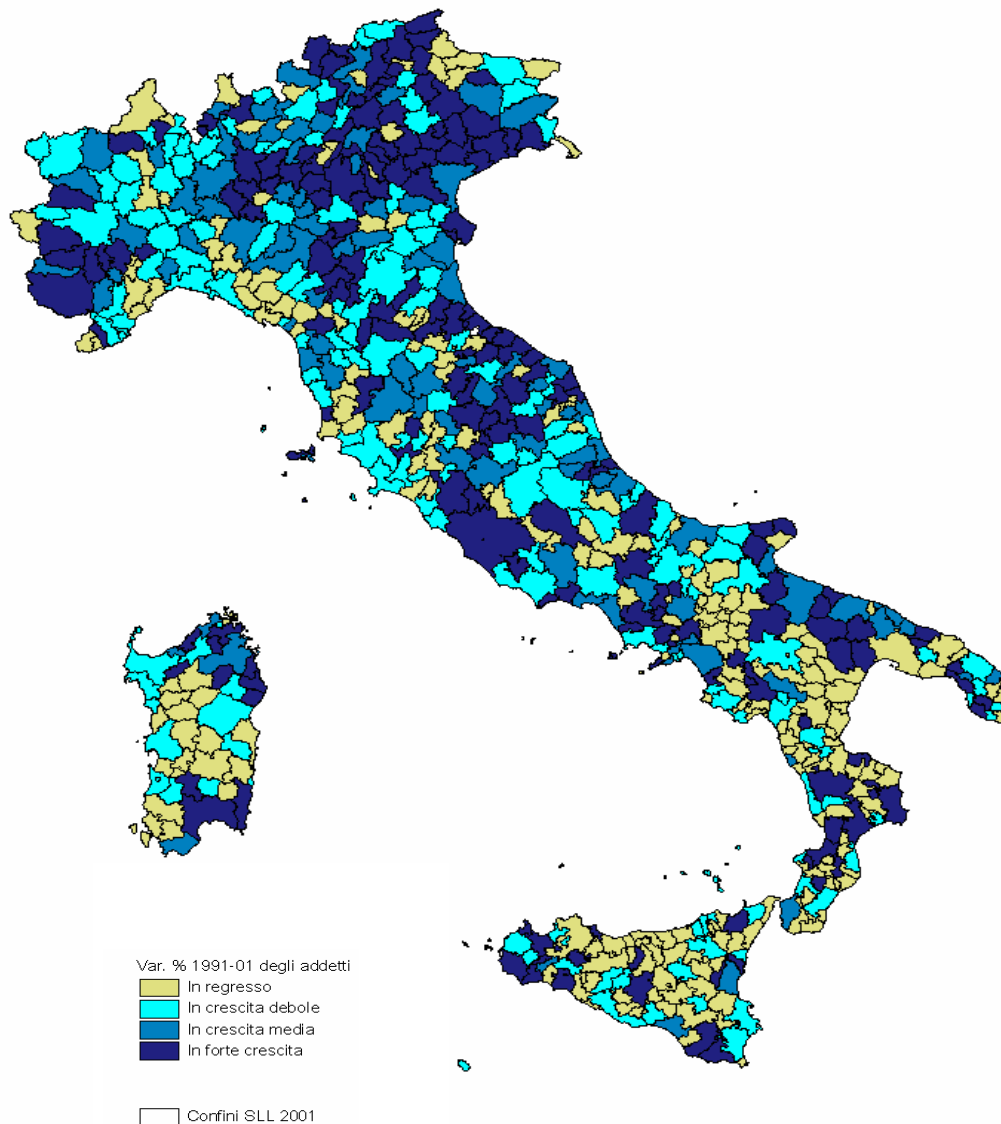 Var. % 1991-01 degli addetti
In regresso
In crescita debole
In crescita media
In forte crescita
Confini SLL 2001